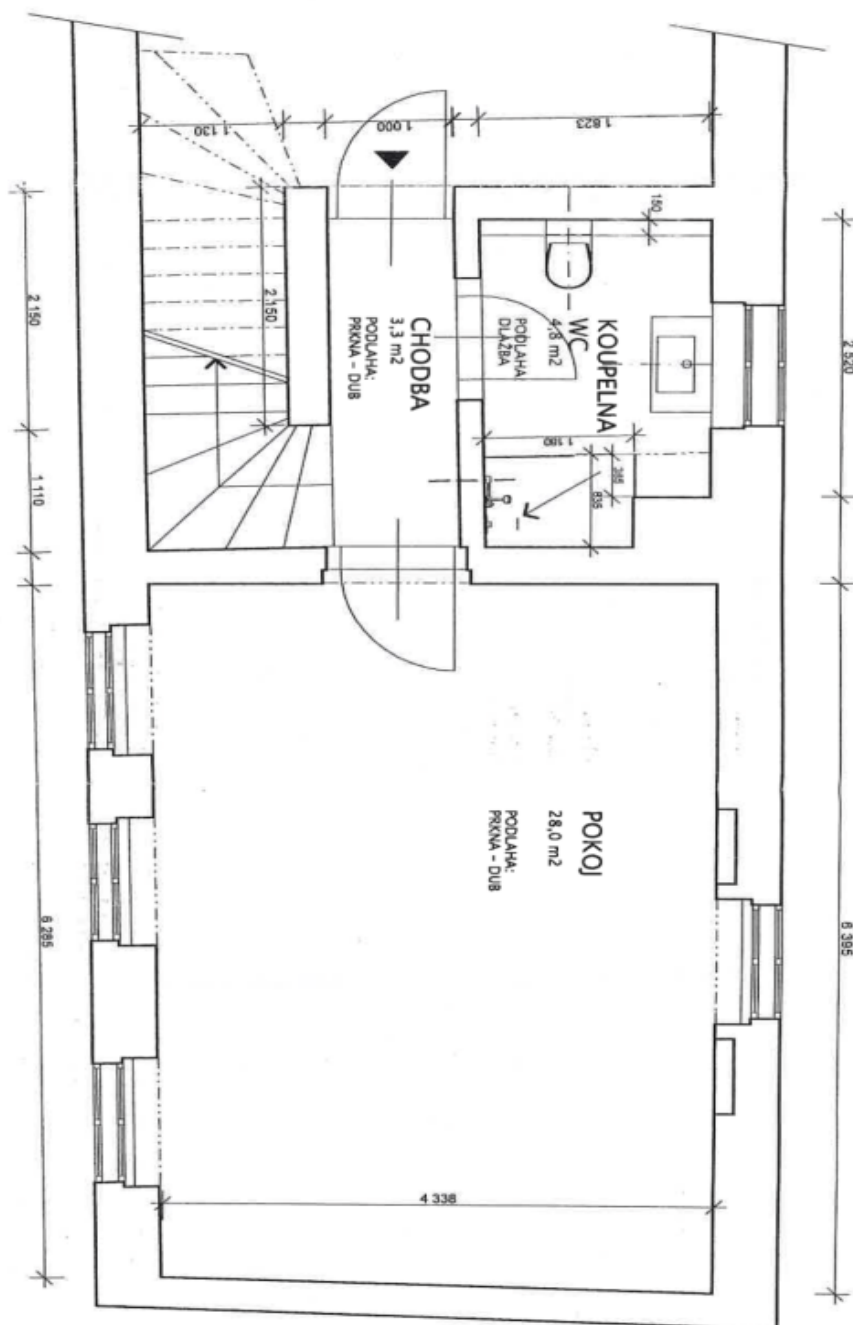 1 130
1 000
1 823
150
2 150
2 150
1 110
6 285
2 520
6 395
CHODBA
3,3 m2
PODLAHA:
PRKNA - DUB
KOUPELNA
WC
4,8 m2
PODLAHA:
DLAŽBA
1 180
385
835
POKOJ
28,0 m2
PODLAHA:
PRKNA - DUB
4 338